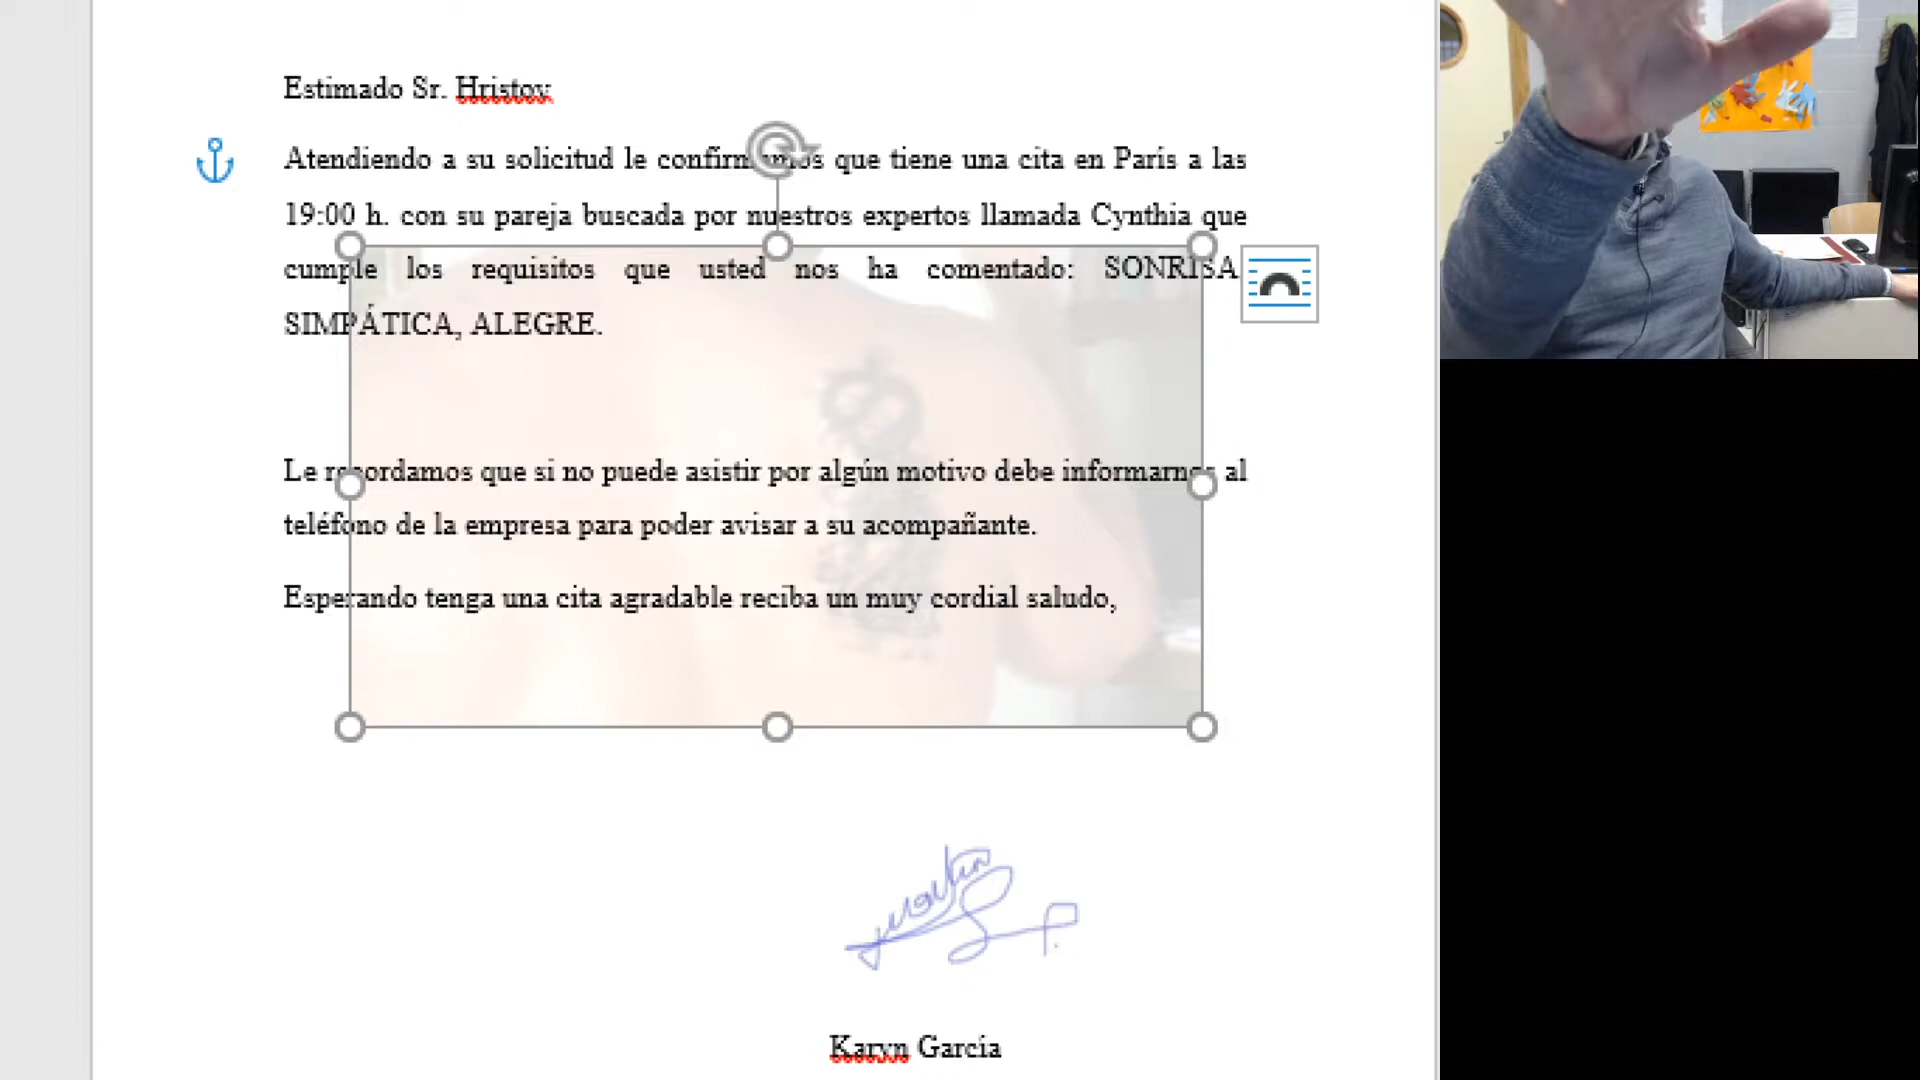 Estimado Sr. Hristov
Atendiendo a su solicitud le confirmamos que tiene una cita en París a las
19:00 h. con su pareja buscada por nuestros expertos llamada Cynthia que
cumple los requisitos que usted nos ha comentado: SONRISA,
SIMPÁTICA, ALEGRE.
Le recordamos que si no puede asistir por algún motivo debe informarnos al
teléfono de la empresa para poder avisar a su acompañante.
Esperando tenga una cita agradable reciba un muy cordial saludo,
Karyn García